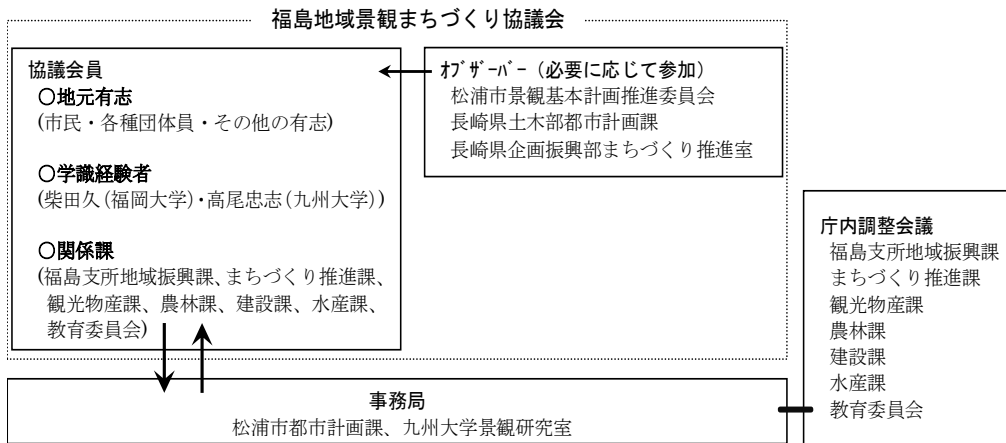 福島地域景観まちづくり協議会
協議会員
○地元有志
(市民・各種団体員・その他の有志)
○学識経験者
(柴田久(福岡大学)・高尾忠志(九州大学))
○関係課
(福島支所地域振興課、まちづくり推進課、
観光物産課、農林課、建設課、水産課、
教育委員会)
ｵﾌﾞｻﾞｰﾊﾞｰ（必要に応じて参加）
松浦市景観基本計画推進委員会
長崎県土木部都市計画課
長崎県企画振興部まちづくり推進室
庁内調整会議
福島支所地域振興課
まちづくり推進課
観光物産課
農林課
建設課
水産課
教育委員会
事務局
松浦市都市計画課、九州大学景観研究室